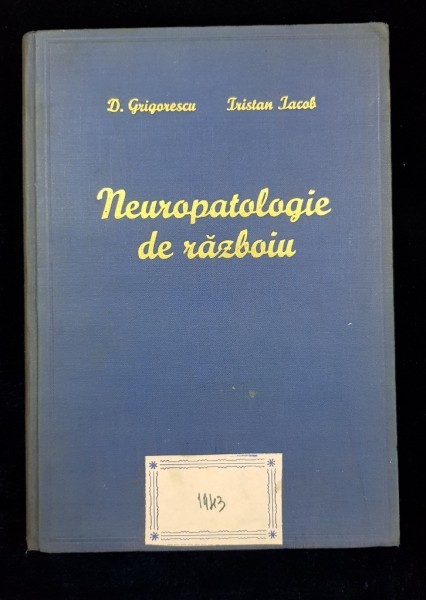 D. Grigorescu Tristan Iacob
Neuropatologie
de războiu
1943